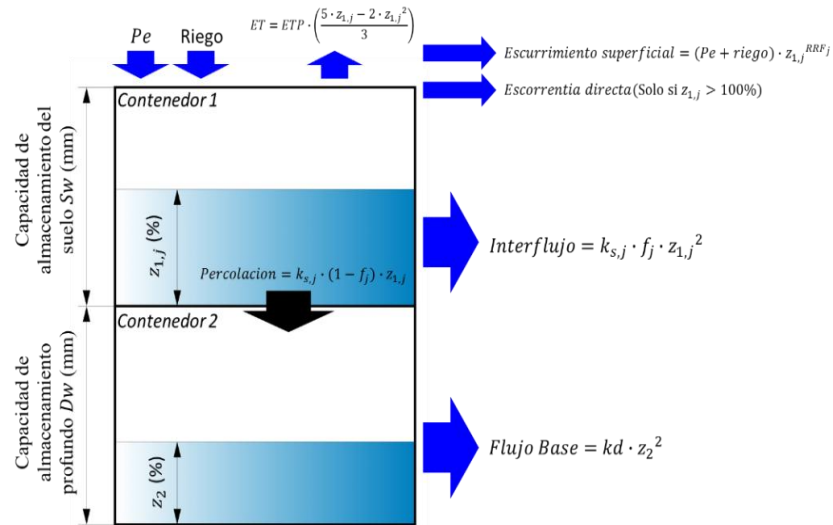 Pe
Riego
ET = ETP · (5 · z₁,ⱼ − 2 · z₁,ⱼ² / 3)
Escurrimiento superficial = (Pe + riego) · z₁,ⱼ^RRFⱼ
Escorrentia directa(Solo si z₁,ⱼ > 100%)
Contenedor 1
Capacidad de
almacenamiento del
suelo Sw (mm)
z₁,ⱼ (%)
Interflujo = kₛ,ⱼ · fⱼ · z₁,ⱼ²
Percolacion = kₛ,ⱼ · (1 − fⱼ) · z₁,ⱼ
Contenedor 2
Capacidad de
almacenamiento
profundo Dw (mm)
z₂ (%)
Flujo Base = kd · z₂²